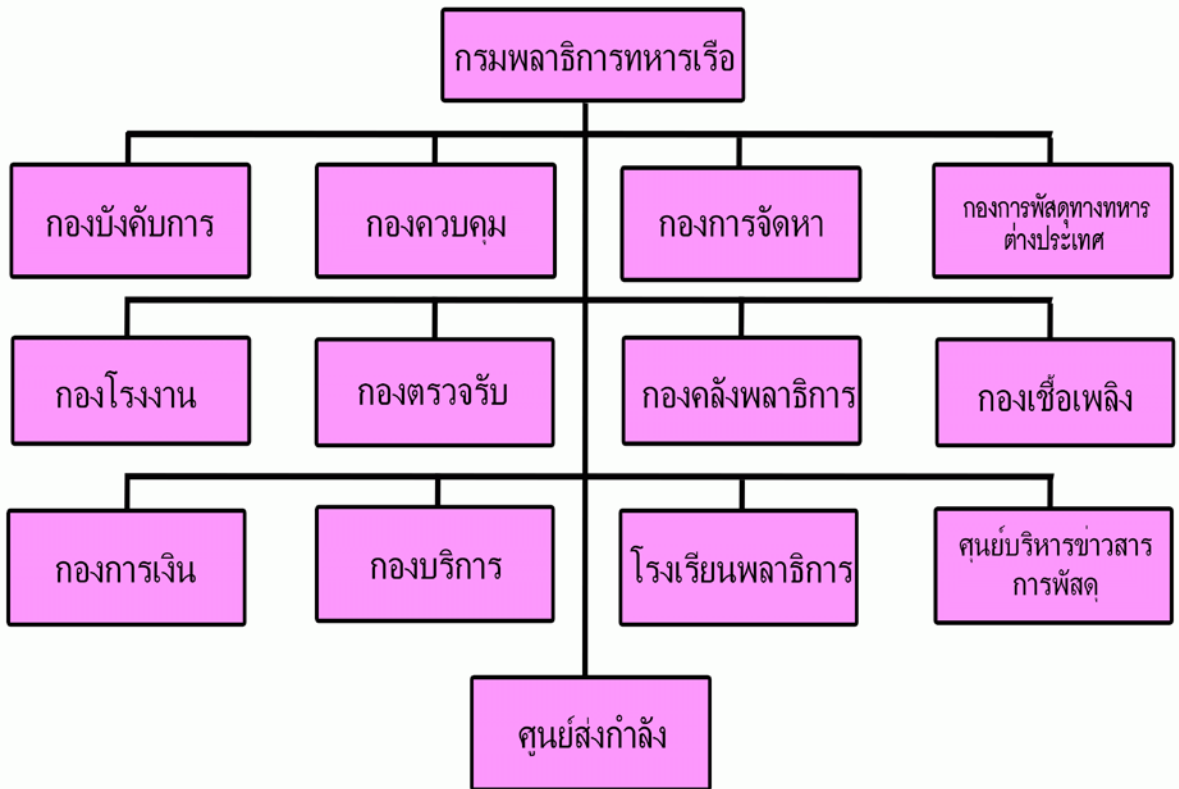 กรมพลาธิการทหารเรือ
กองบังคับการ
กองควบคุม
กองการจัดหา
กองการพัสดุทางทหาร
ต่างประเทศ
กองโรงงาน
กองตรวจรับ
กองคลังพลาธิการ
กองเชื้อเพลิง
กองการเงิน
กองบริการ
โรงเรียนพลาธิการ
ศูนย์บริหารข่าวสาร
การพัสดุ
ศูนย์ส่งกำลัง